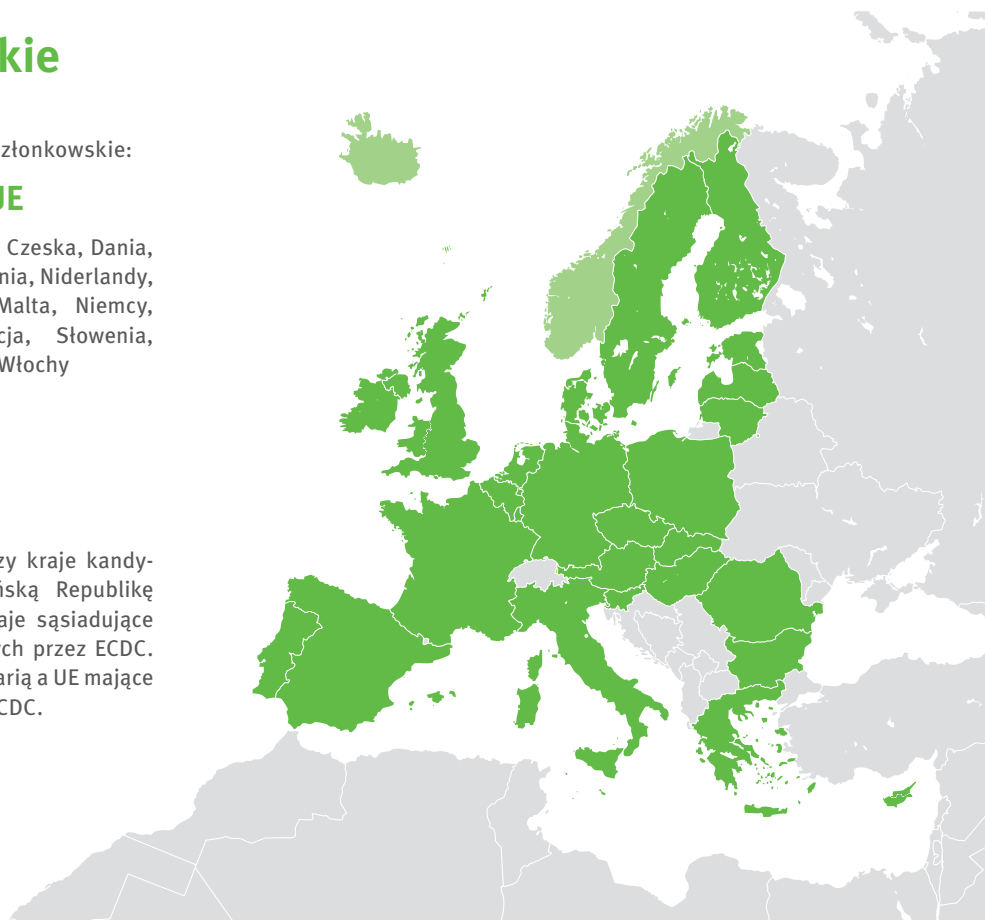 kie
złonkowskie:
UE
Czeska, Dania,
nia, Niderlandy,
Malta, Niemcy,
cja, Słowenia,
Włochy
zy kraje kandy-
ńską Republikę
aje sąsiadujące
ch przez ECDC.
arią a UE mające
CDC.